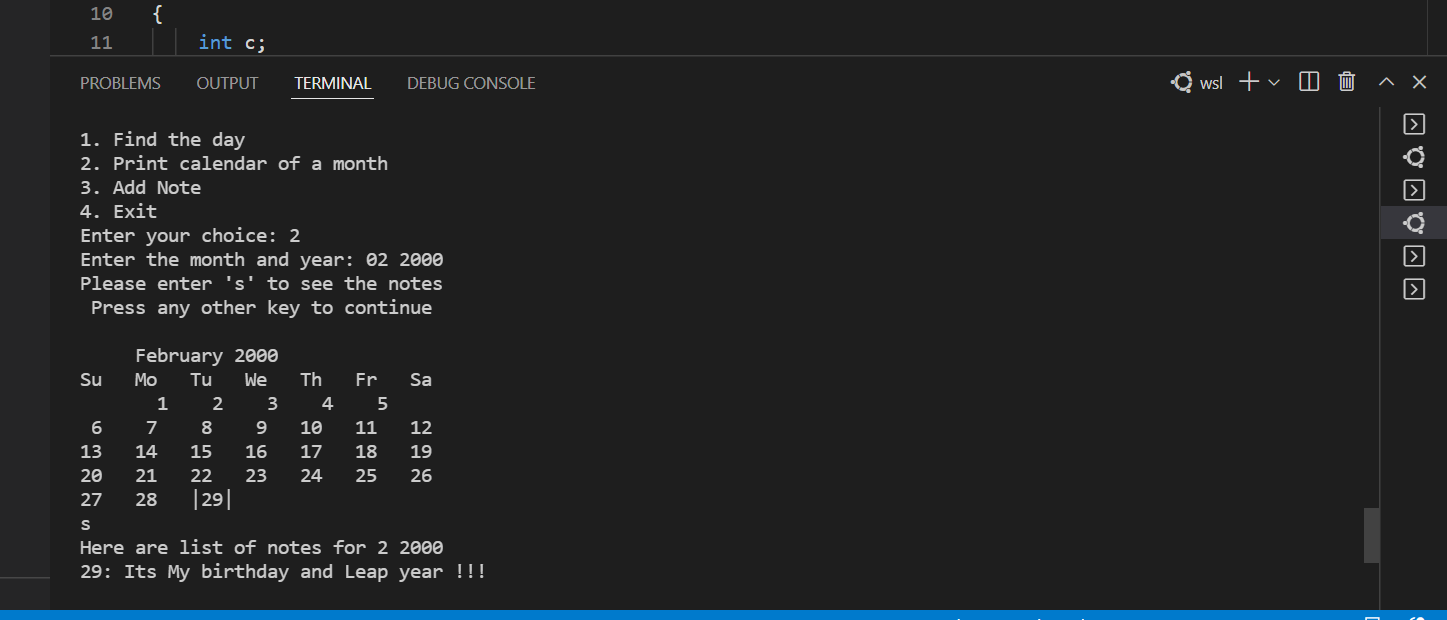 10 {
11 int c;
PROBLEMS OUTPUT TERMINAL DEBUG CONSOLE wsl
1. Find the day
2. Print calendar of a month
3. Add Note
4. Exit
Enter your choice: 2
Enter the month and year: 02 2000
Please enter 's' to see the notes
Press any other key to continue
February 2000
Su Mo Tu We Th Fr Sa
1 2 3 4 5
6 7 8 9 10 11 12
13 14 15 16 17 18 19
20 21 22 23 24 25 26
27 28 |29|
s
Here are list of notes for 2 2000
29: Its My birthday and Leap year !!!